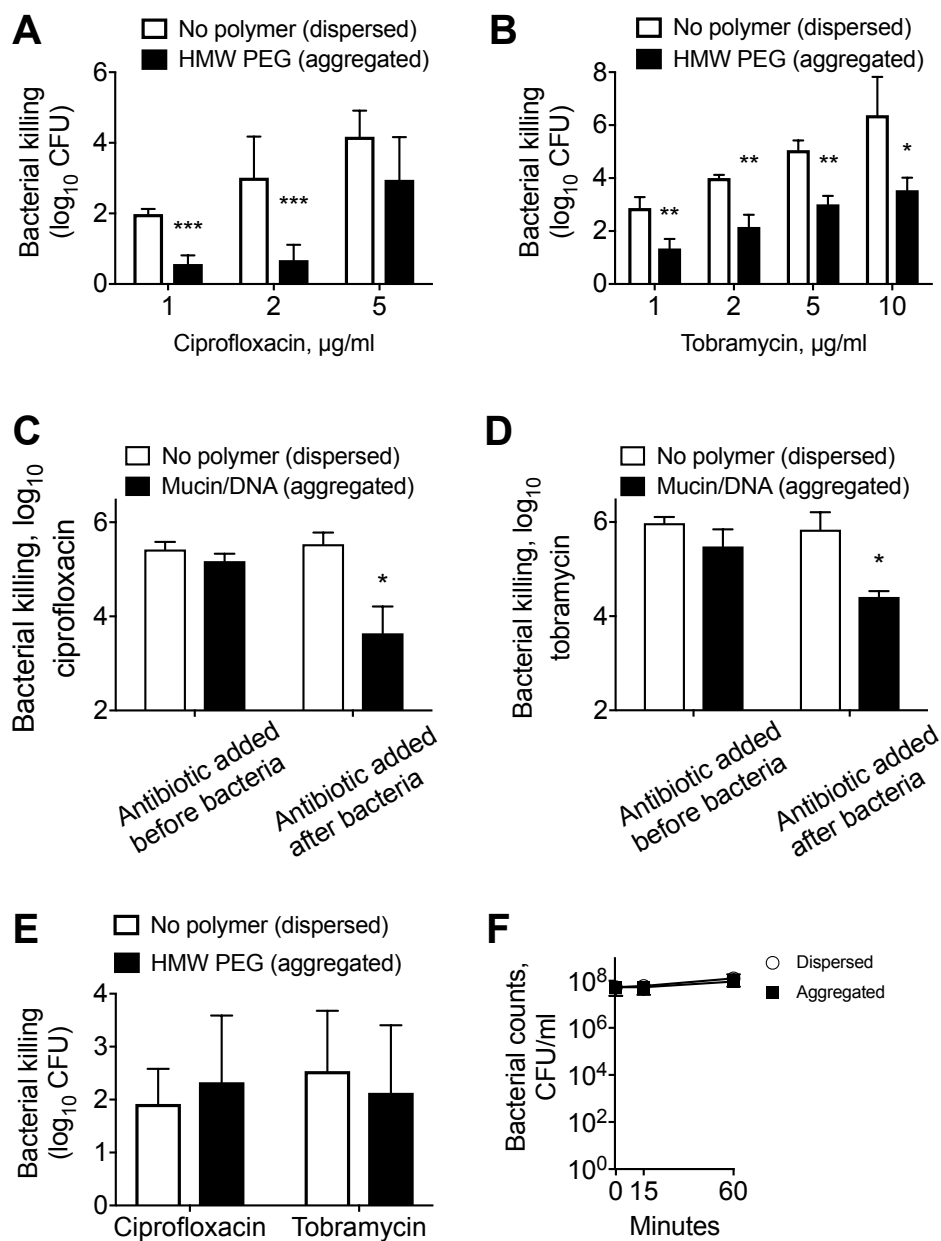 A
No polymer (dispersed)
HMW PEG (aggregated)
Bacterial killing
(log10 CFU)
6
4
2
0
***
***
1 2 5
Ciprofloxacin, µg/ml
B
No polymer (dispersed)
HMW PEG (aggregated)
Bacterial killing
(log10 CFU)
8
6
4
2
0
**
**
**
*
1 2 5 10
Tobramycin, µg/ml
C
No polymer (dispersed)
Mucin/DNA (aggregated)
Bacterial killing, log10
ciprofloxacin
6
4
2
*
Antibiotic added
before bacteria
Antibiotic added
after bacteria
D
No polymer (dispersed)
Mucin/DNA (aggregated)
Bacterial killing, log10
tobramycin
6
4
2
*
Antibiotic added
before bacteria
Antibiotic added
after bacteria
E
No polymer (dispersed)
HMW PEG (aggregated)
Bacterial killing
(log10 CFU)
4
3
2
1
0
Ciprofloxacin Tobramycin
F
Dispersed
Aggregated
Bacterial counts,
CFU/ml
10^8
10^6
10^4
10^2
10^0
0 15 60
Minutes